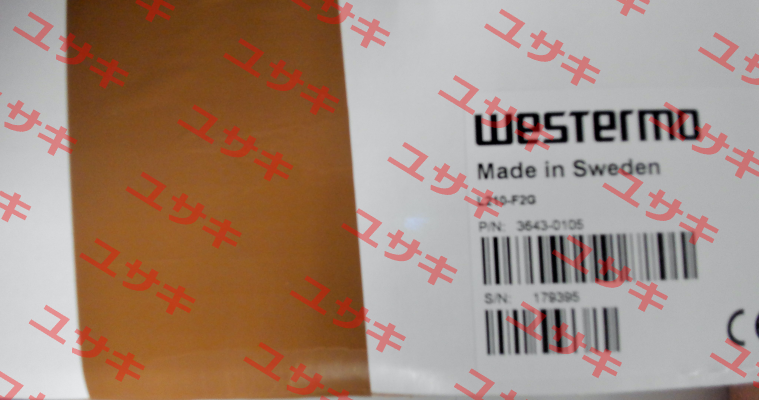 westermo
Made in Sweden
L210-F2G
P/N: 3643-0105
S/N: 179395
CE
ユサキ